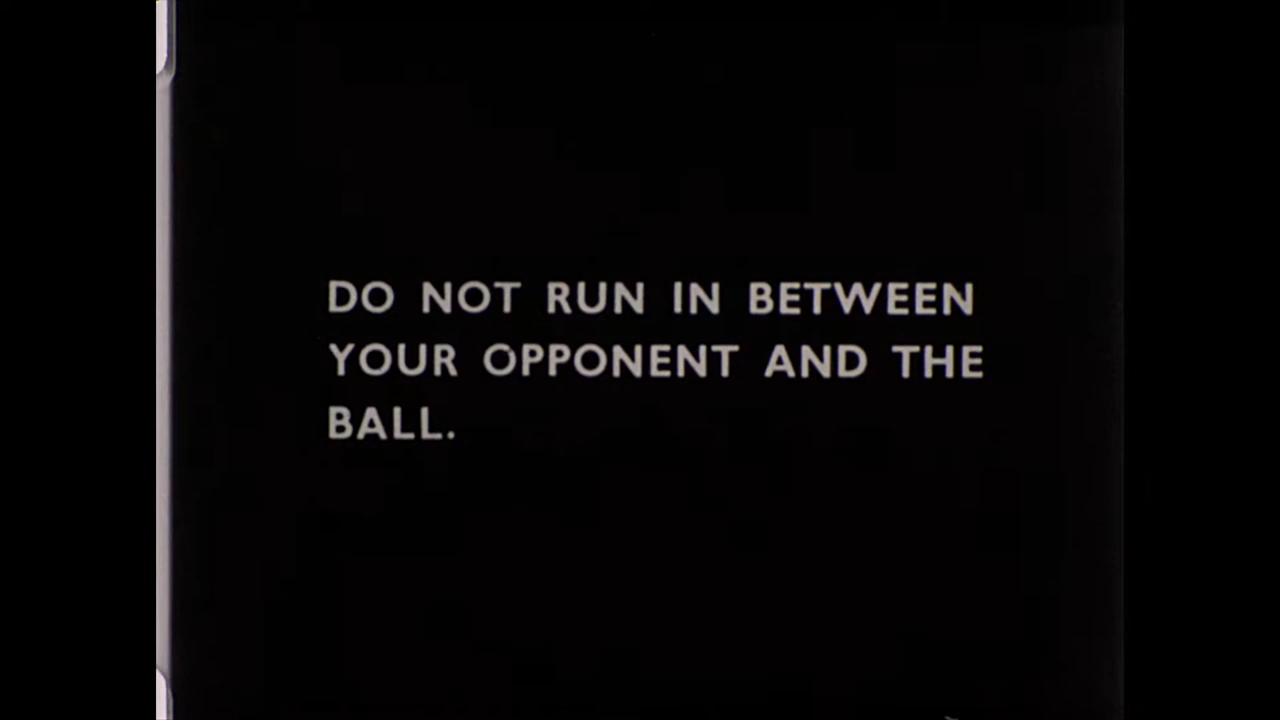 DO NOT RUN IN BETWEEN
YOUR OPPONENT AND THE
BALL.